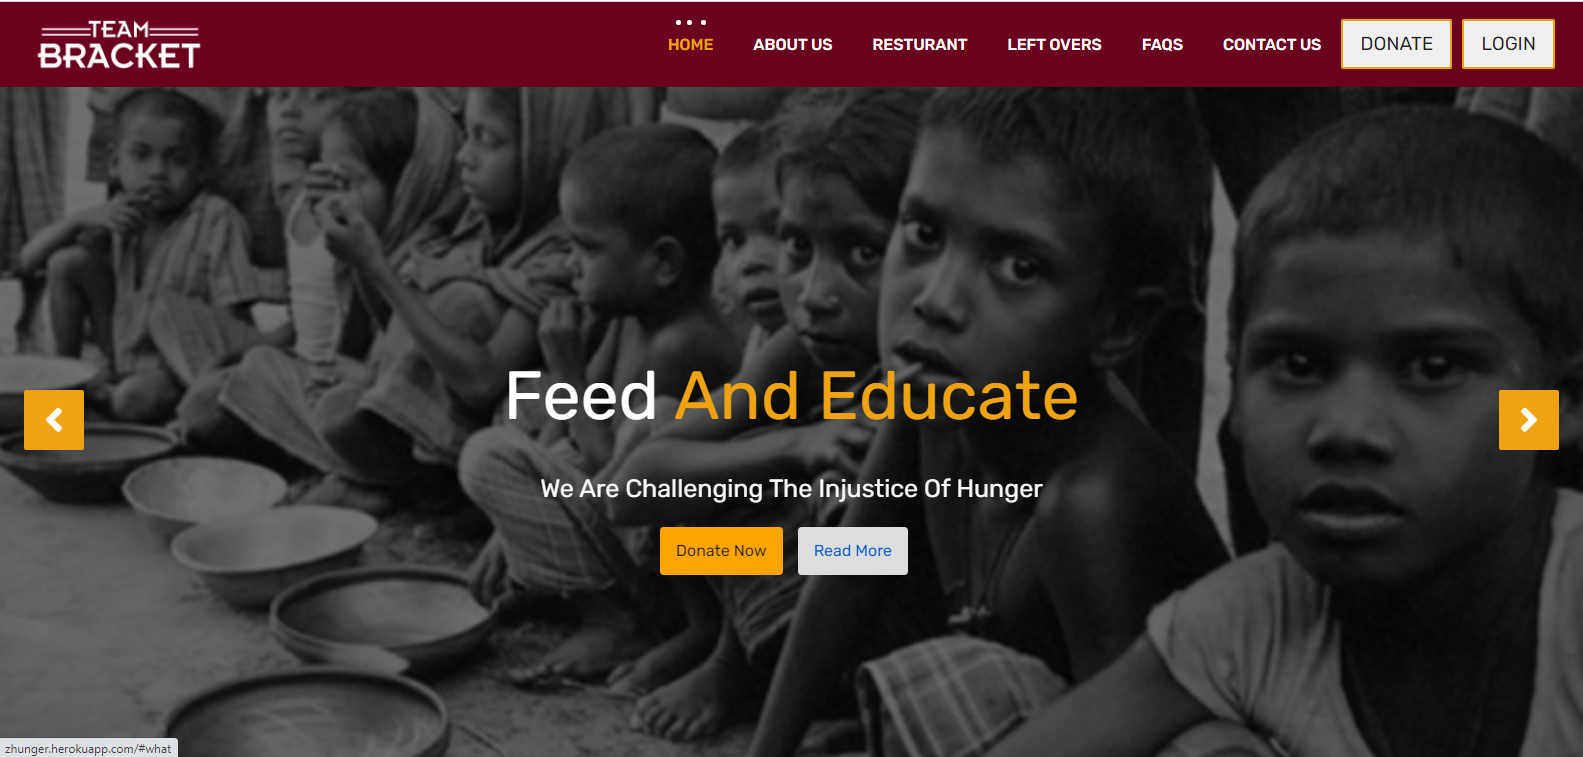 TEAM
BRACKET
HOME
ABOUT US
RESTURANT
LEFT OVERS
FAQS
CONTACT US
DONATE
LOGIN
Feed And Educate
We Are Challenging The Injustice Of Hunger
Donate Now
Read More
zhunger.herokuapp.com/#what